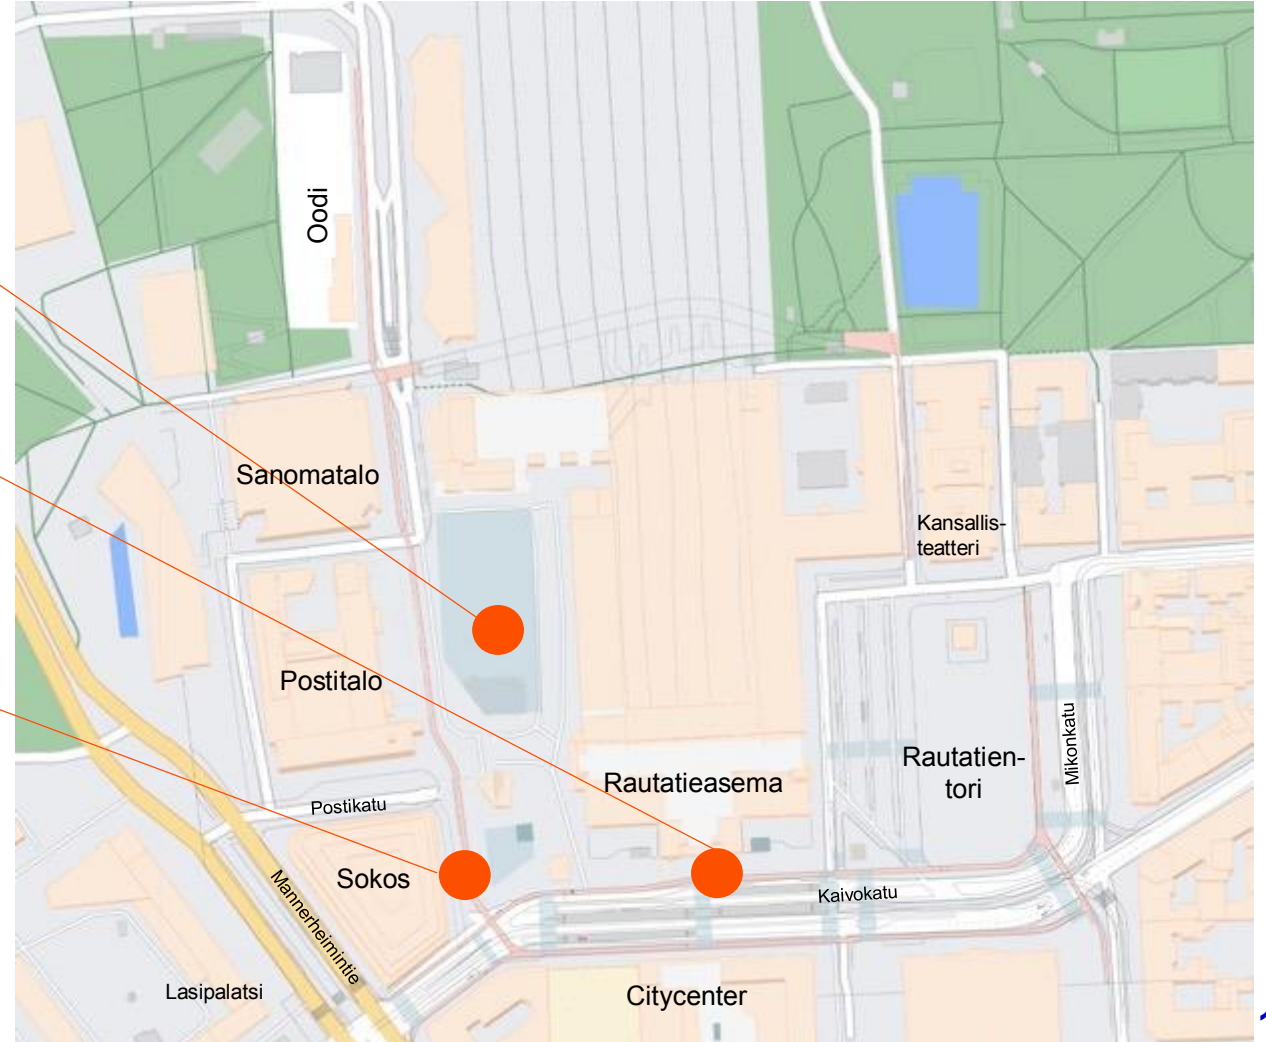 Oodi
Sanomatalo
Kansallis-
teatteri
Postitalo
Mikonkatu
Rautatien-
tori
Rautatieasema
Postikatu
Sokos
Kaivokatu
Mannerheimintie
Lasipalatsi
Citycenter